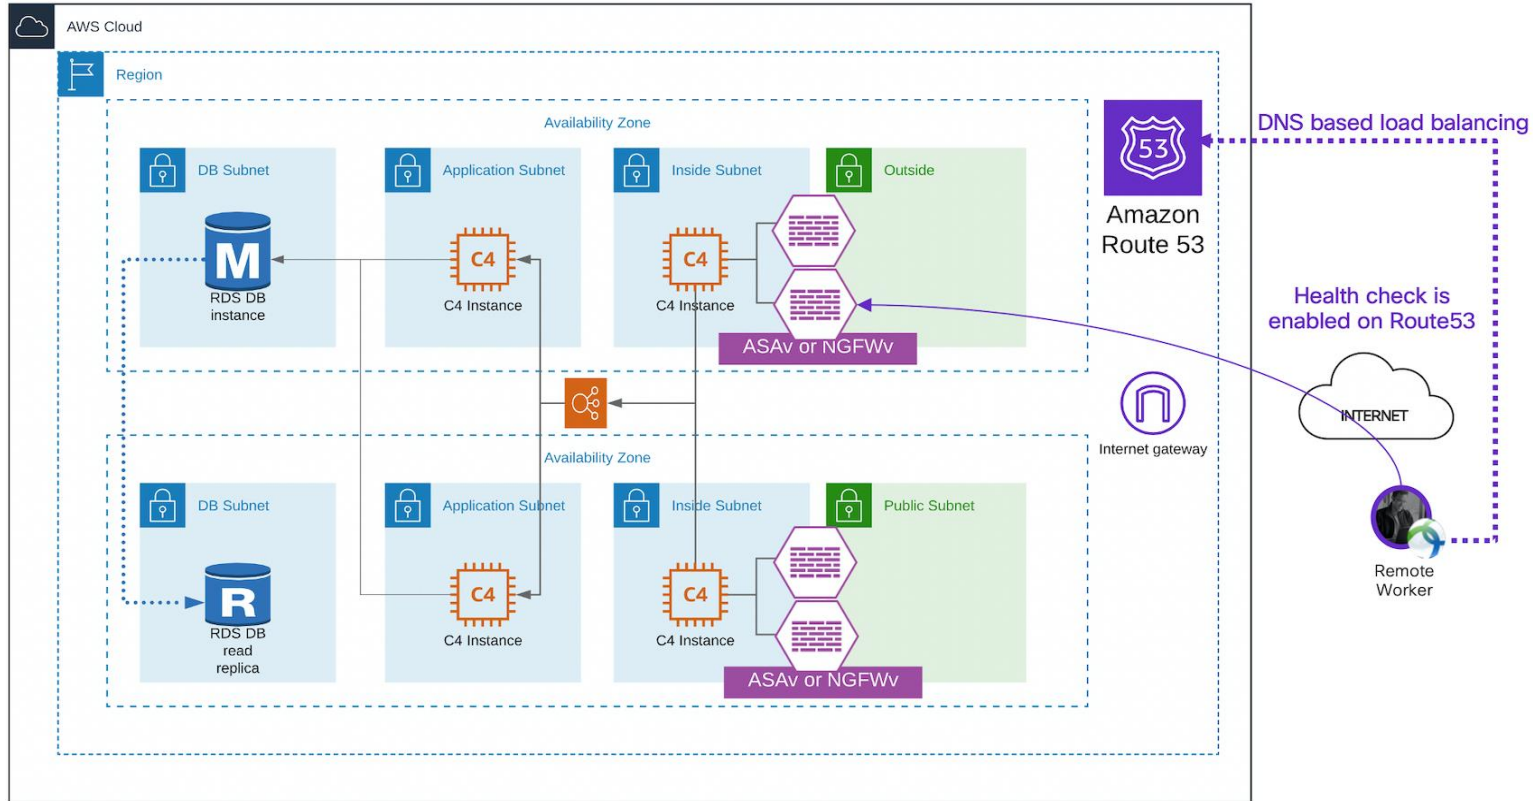 AWS Cloud
Region
Availability Zone
DB Subnet
Application Subnet
Inside Subnet
Outside
M
RDS DB
instance
C4
C4 Instance
C4
C4 Instance
ASAv or NGFWv
53
Amazon
Route 53
DNS based load balancing
Health check is
enabled on Route53
INTERNET
Internet gateway
Remote
Worker
Availability Zone
DB Subnet
Application Subnet
Inside Subnet
Public Subnet
R
RDS DB
read
replica
C4
C4 Instance
C4
C4 Instance
ASAv or NGFWv